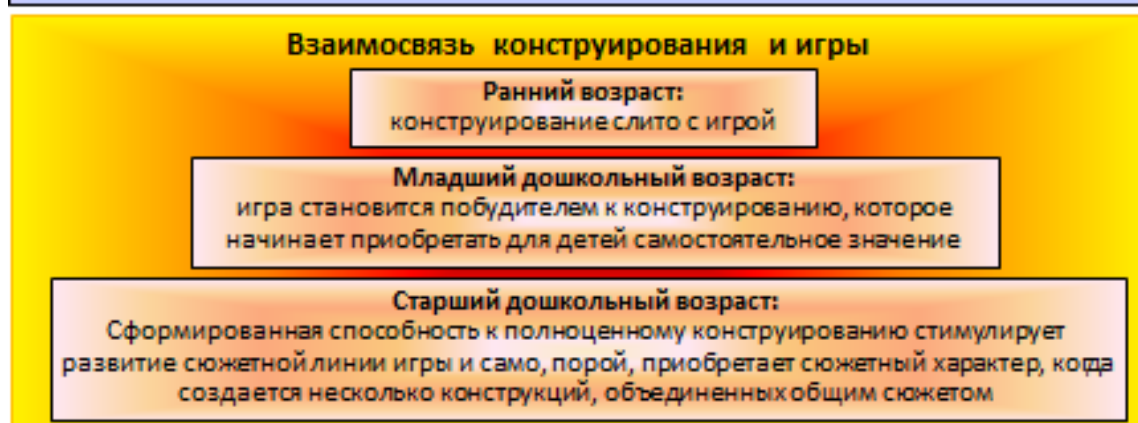 Взаимосвязь конструирования и игры
Ранний возраст:
конструирование слито с игрой
Младший дошкольный возраст:
игра становится побудителем к конструированию, которое
начинает приобретать для детей самостоятельное значение
Старший дошкольный возраст:
Сформированная способность к полноценному конструированию стимулирует
развитие сюжетной линии игры и само, порой, приобретает сюжетный характер, когда
создается несколько конструкций, объединенных общим сюжетом